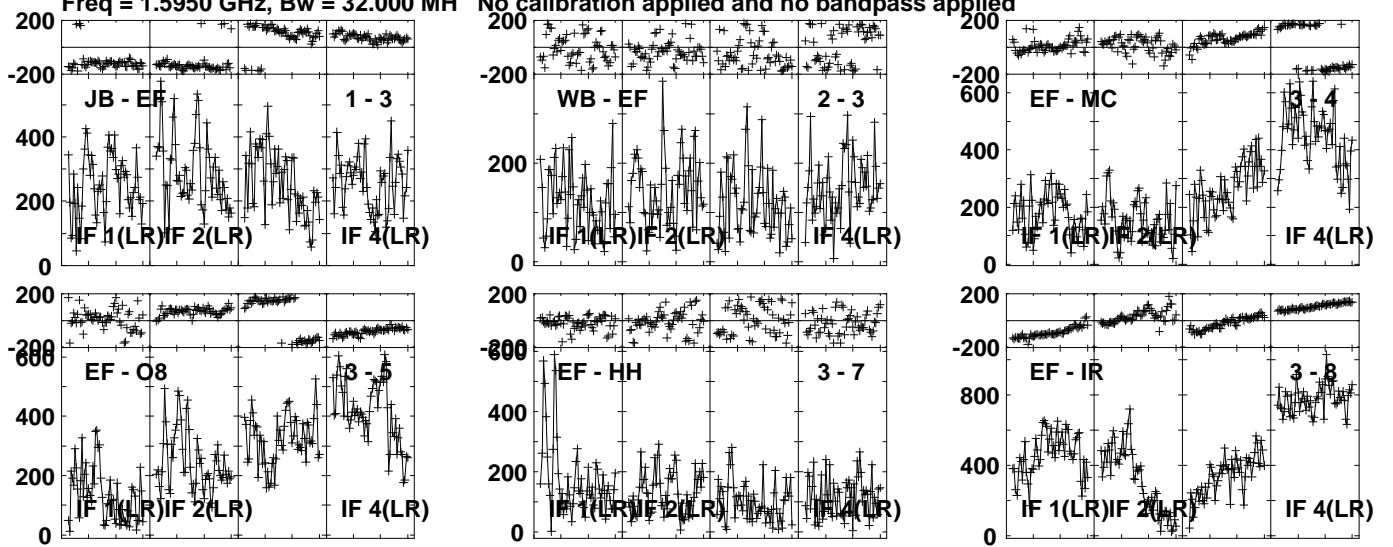 Freq = 1.5950 GHz, Bw = 32.000 MH No calibration applied and no bandpass applied
200
-200
JB - EF 1 - 3
400
200
0
IF 1(LR) IF 2(LR) IF 4(LR)
WB - EF 2 - 3
200
0
IF 1(LR) IF 2(LR) IF 4(LR)
200
-200
600
EF - MC 3 - 4
400
200
0
IF 1(LR) IF 2(LR) IF 4(LR)
200
-200
600
EF - O8 3 - 5
400
200
0
IF 1(LR) IF 2(LR) IF 4(LR)
200
-200
600
EF - HH 3 - 7
400
200
0
IF 1(LR) IF 2(LR) IF 4(LR)
200
-200
EF - IR 3 - 8
800
400
0
IF 1(LR) IF 2(LR) IF 4(LR)